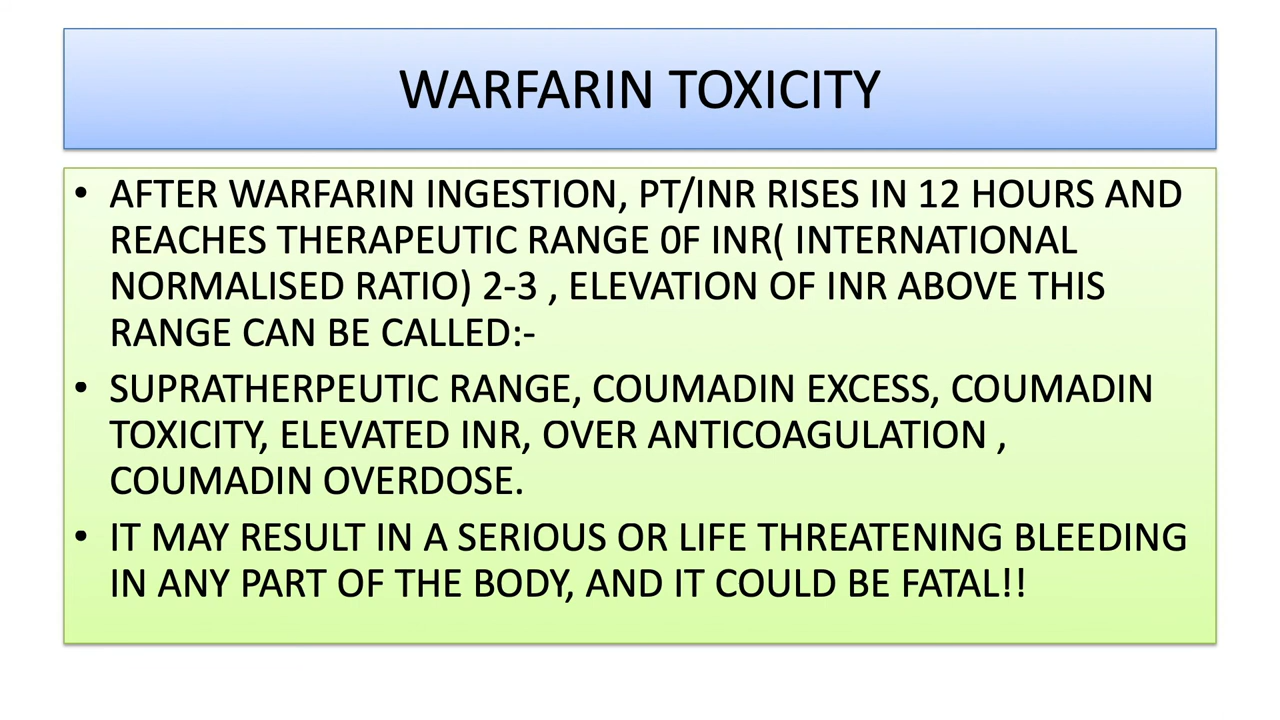 WARFARIN TOXICITY
• AFTER WARFARIN INGESTION, PT/INR RISES IN 12 HOURS AND
REACHES THERAPEUTIC RANGE 0F INR( INTERNATIONAL
NORMALISED RATIO) 2-3 , ELEVATION OF INR ABOVE THIS
RANGE CAN BE CALLED:-
• SUPRATHERPEUTIC RANGE, COUMADIN EXCESS, COUMADIN
TOXICITY, ELEVATED INR, OVER ANTICOAGULATION ,
COUMADIN OVERDOSE.
• IT MAY RESULT IN A SERIOUS OR LIFE THREATENING BLEEDING
IN ANY PART OF THE BODY, AND IT COULD BE FATAL!!